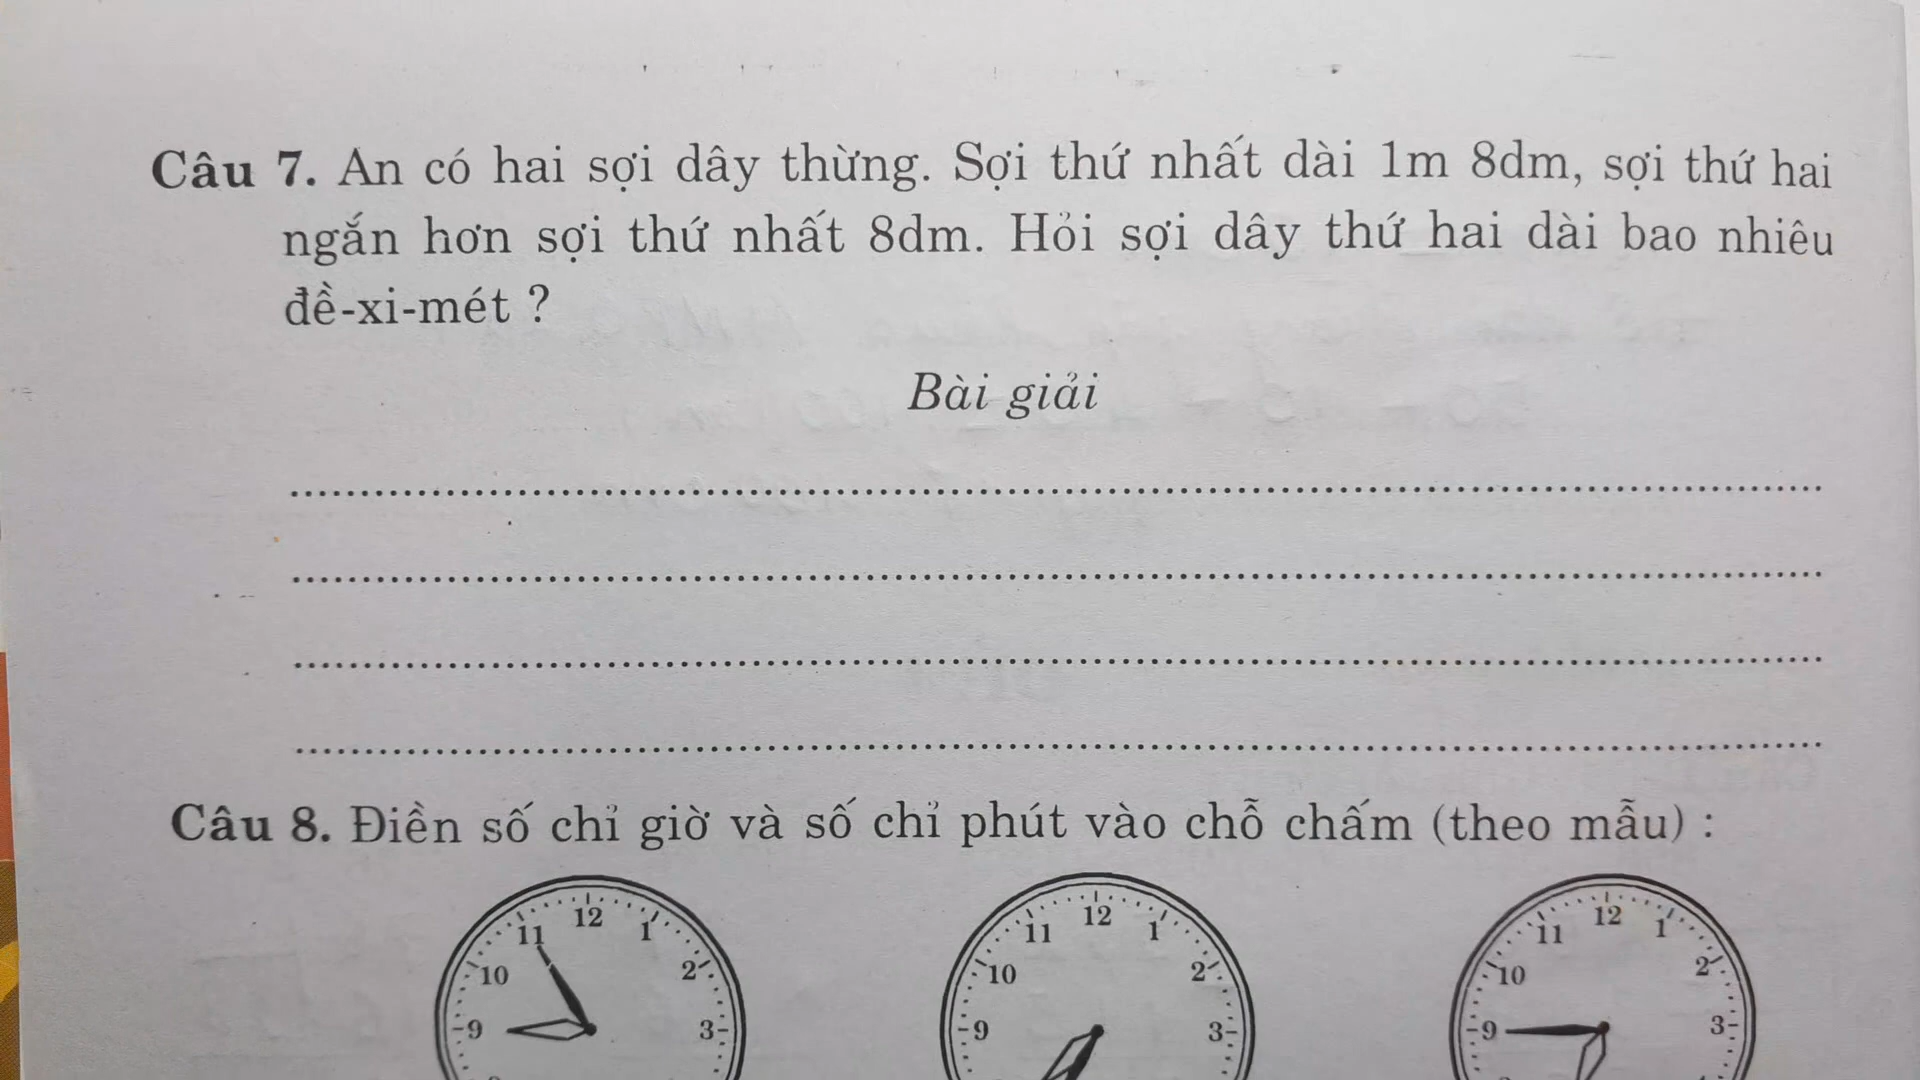 Câu 7. An có hai sợi dây thừng. Sợi thứ nhất dài 1m 8dm, sợi thứ hai
ngắn hơn sợi thứ nhất 8dm. Hỏi sợi dây thứ hai dài bao nhiêu
đề-xi-mét ?
Bài giải
Câu 8. Điền số chỉ giờ và số chỉ phút vào chỗ chấm (theo mẫu) :
12 12 12
11 1 11 1 11 1
10 2 10 2 10 2
9 3 9 3 9 3